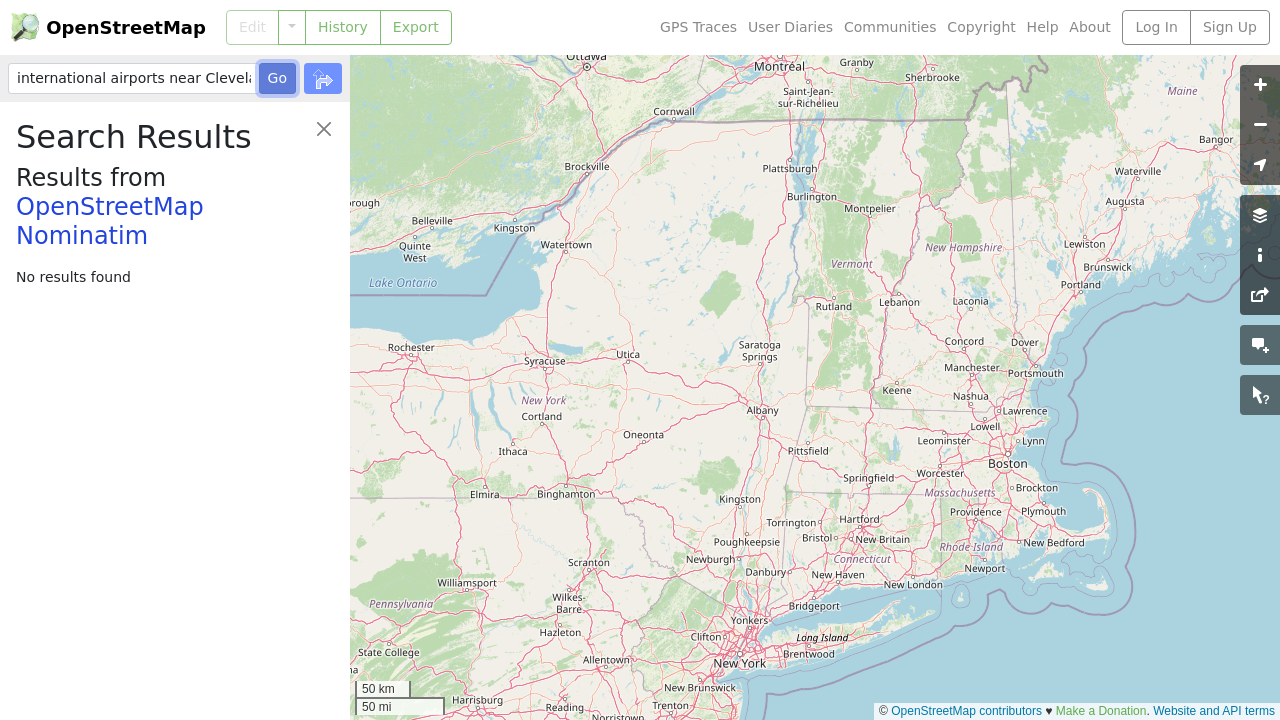 OpenStreetMap
Edit
History
Export
GPS Traces
User Diaries
Communities
Copyright
Help
About
Log In
Sign Up
international airports near Clevela
Go
Search Results
Results from
OpenStreetMap
Nominatim
No results found
Ottawa
Montréal
Granby
Sherbrooke
Saint-Jean-
sur-Richelieu
Maine
Cornwall
Bangor
Brockville
Plattsburgh
Waterville
Burlington
Augusta
orough
Belleville
Kingston
Montpelier
Quinte
West
Watertown
New Hampshire
Lewiston
Vermont
Brunswick
Lake Ontario
Portland
Rutland
Lebanon
Laconia
Rochester
Syracuse
Utica
Saratoga
Springs
Concord
Dover
Manchester
Portsmouth
Keene
Nashua
New York
Albany
Lawrence
Cortland
Lowell
Oneonta
Leominster
Lynn
Ithaca
Pittsfield
Boston
Springfield
Worcester
Elmira
Binghamton
Kingston
Massachusetts
Brockton
Torrington
Hartford
Providence
Plymouth
Poughkeepsie
Bristol
New Britain
Rhode Island
New Bedford
Newburgh
Connecticut
Scranton
Danbury
New Haven
Newport
Williamsport
New London
Wilkes-
Barre
Pennsylvania
Bridgeport
Yonkers
Hazleton
Clifton
Long Island
State College
Brentwood
Allentown
New York
na
New Brunswick
Harrisburg
Reading
Trenton
Norristown
50 km
50 mi
© OpenStreetMap contributors ♥ Make a Donation. Website and API terms